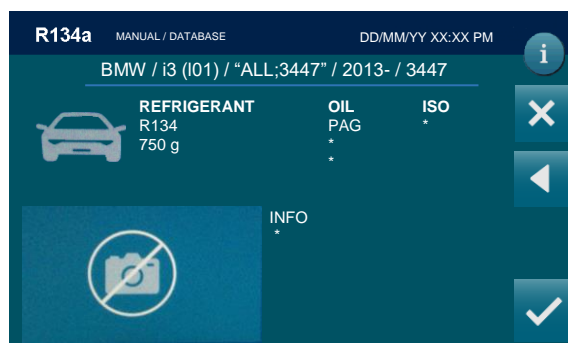 R134a MANUAL / DATABASE DD/MM/YY XX:XX PM
i
BMW / i3 (I01) / “ALL;3447” / 2013- / 3447
REFRIGERANT OIL ISO
R134 PAG *
750 g *
*
INFO
*